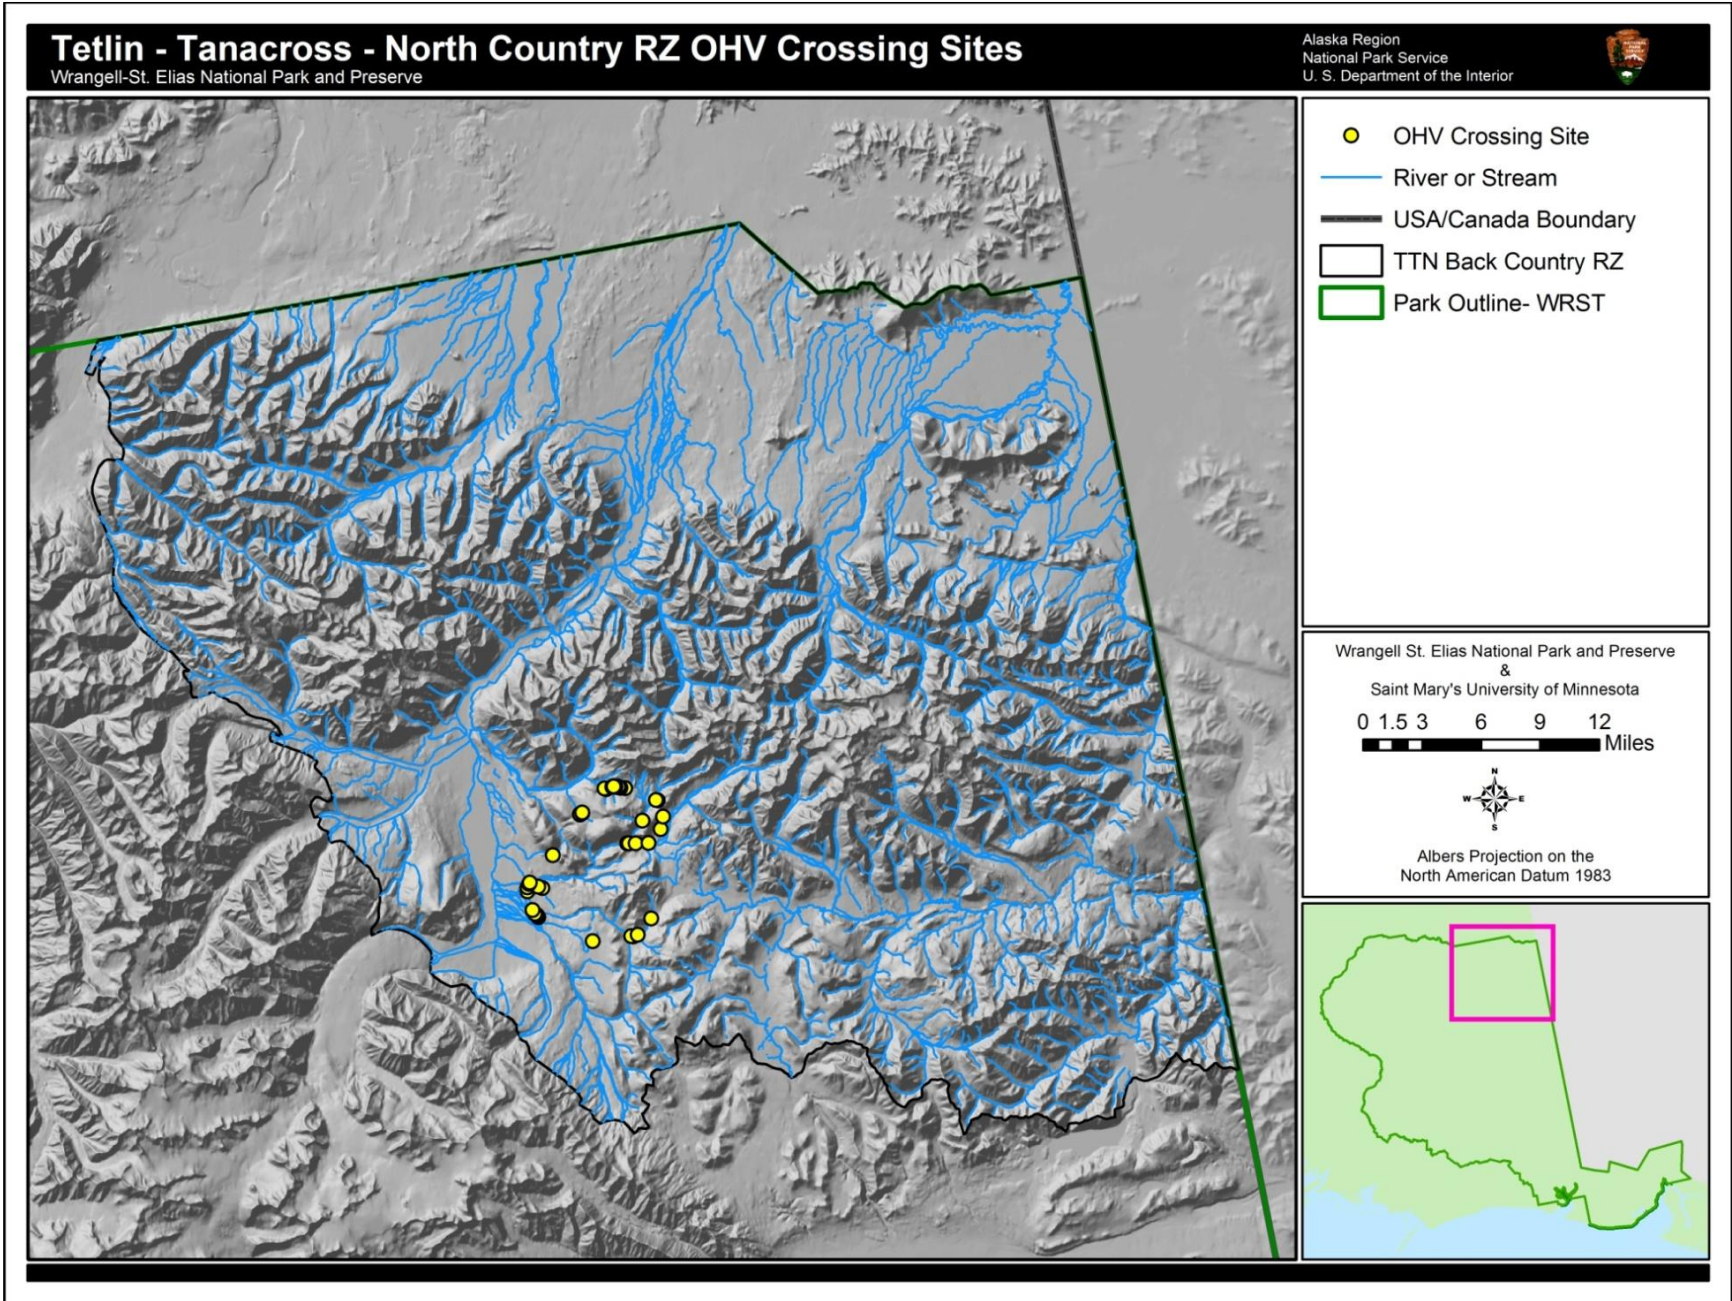 Tetlin - Tanacross - North Country RZ OHV Crossing Sites
Wrangell-St. Elias National Park and Preserve
Alaska Region
National Park Service
U. S. Department of the Interior
OHV Crossing Site
River or Stream
USA/Canada Boundary
TTN Back Country RZ
Park Outline- WRST
Wrangell St. Elias National Park and Preserve
&
Saint Mary's University of Minnesota
0 1.5 3 6 9 12
Miles
N
W E
S
Albers Projection on the
North American Datum 1983